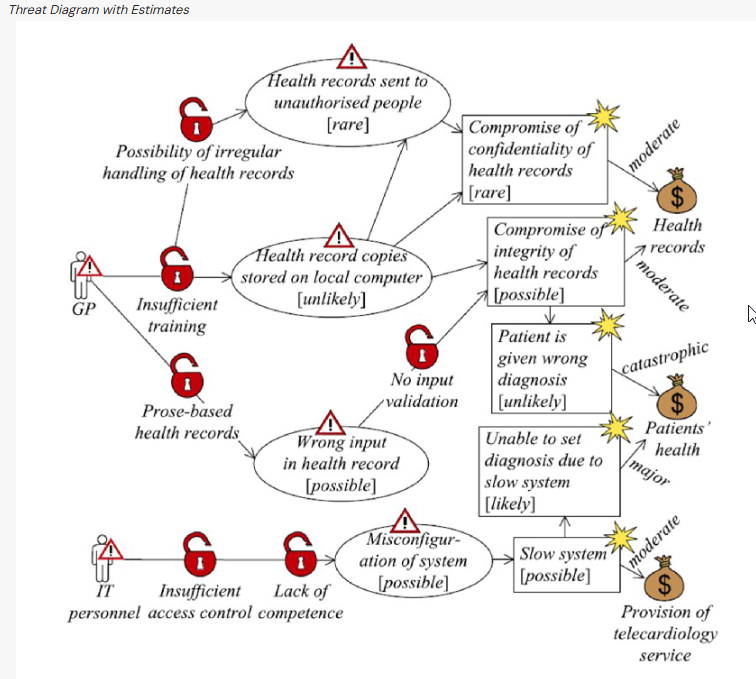 Threat Diagram with Estimates
Health records sent to
unauthorised people
[rare]
Possibility of irregular
handling of health records
Compromise of
confidentiality of
health records
[rare]
moderate
$
Health
records
GP
Insufficient
training
Health record copies
stored on local computer
[unlikely]
Compromise of
integrity of
health records
[possible]
moderate
Patient is
given wrong
diagnosis
[unlikely]
catastrophic
$
Patients'
health
Prose-based
health records
No input
validation
Wrong input
in health record
[possible]
Unable to set
diagnosis due to
slow system
[likely]
major
IT
personnel
Insufficient
access control
Lack of
competence
Misconfigur-
ation of system
[possible]
Slow system
[possible]
moderate
$
Provision of
telecardiology
service